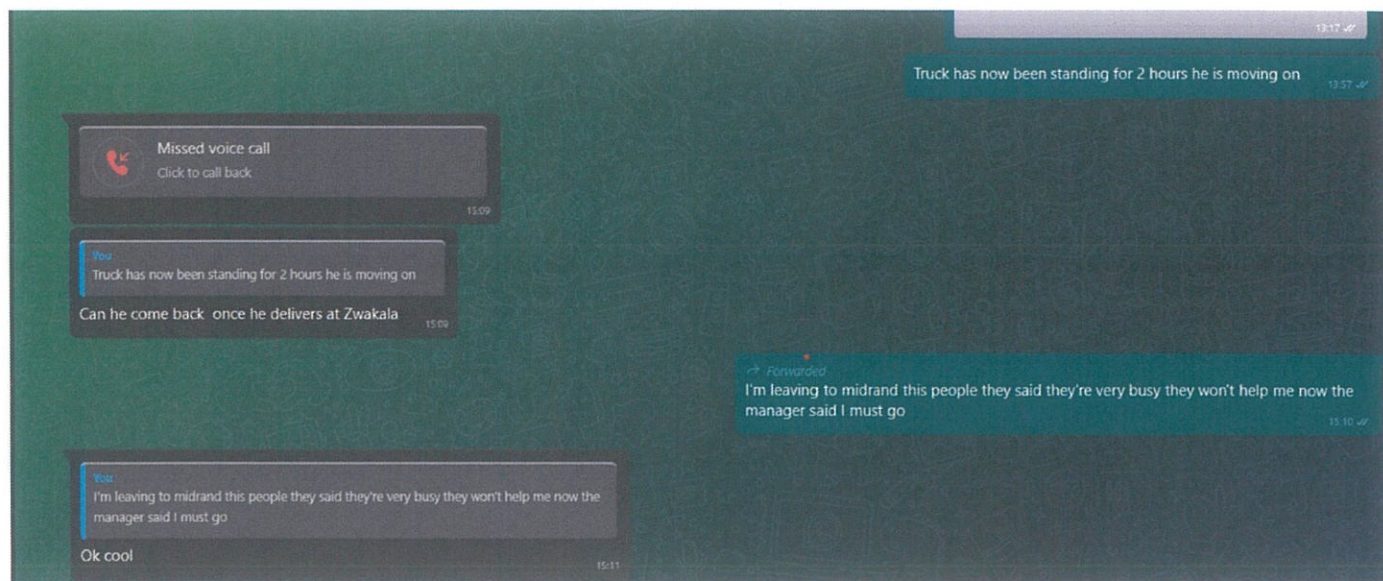 13:17
Truck has now been standing for 2 hours he is moving on
13:57
Missed voice call
Click to call back
15:09
You
Truck has now been standing for 2 hours he is moving on
Can he come back once he delivers at Zwakala
15:09
Forwarded
I'm leaving to midrand this people they said they're very busy they won't help me now the
manager said I must go
15:10
You
I'm leaving to midrand this people they said they're very busy they won't help me now the
manager said I must go
Ok cool
15:11